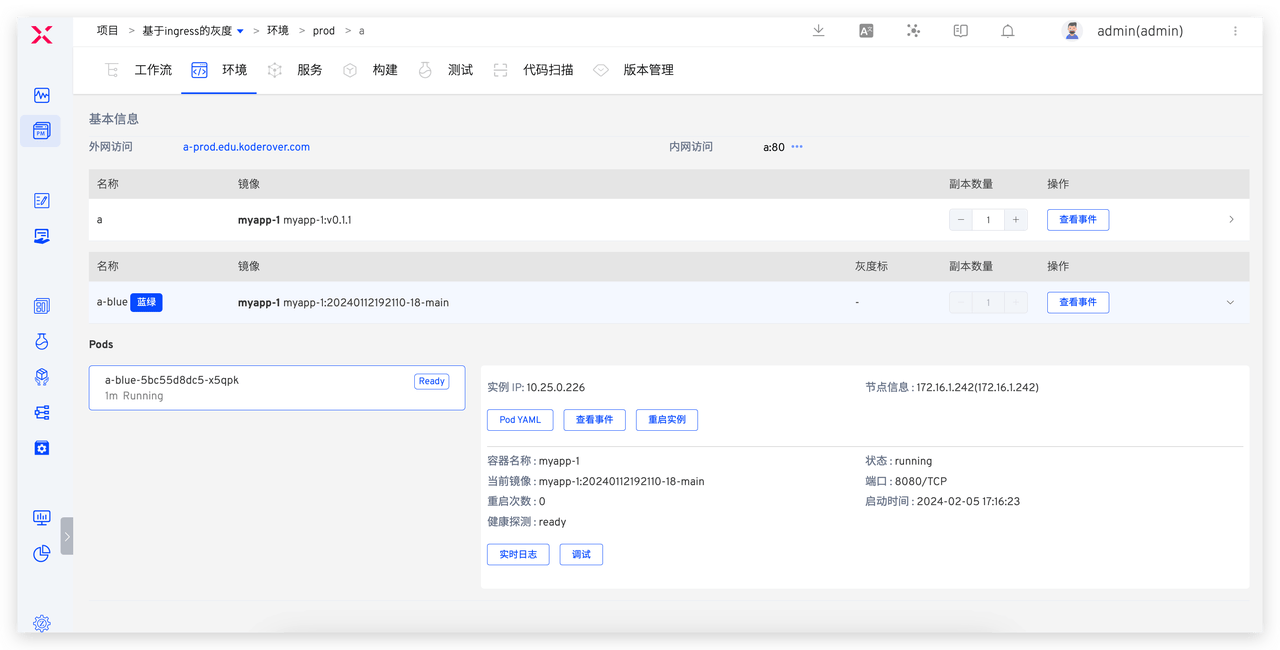 项目 > 基于ingress的灰度 > 环境 > prod > a
admin(admin)
工作流 环境 服务 构建 测试 代码扫描 版本管理
基本信息
外网访问 a-prod.edu.koderover.com 内网访问 a:80 •••
名称 镜像 副本数量 操作
a myapp-1 myapp-1:v0.1.1 − 1 + 查看事件
名称 镜像 灰度标 副本数量 操作
a-blue 蓝绿 myapp-1 myapp-1:20240112192110-18-main - − 1 + 查看事件
Pods
a-blue-5bc55d8dc5-x5qpk Ready
1m Running
实例 IP: 10.25.0.226 节点信息 : 172.16.1.242(172.16.1.242)
Pod YAML 查看事件 重启实例
容器名称 : myapp-1 状态 : running
当前镜像 : myapp-1:20240112192110-18-main 端口 : 8080/TCP
重启次数 : 0 启动时间 : 2024-02-05 17:16:23
健康探测 : ready
实时日志 调试